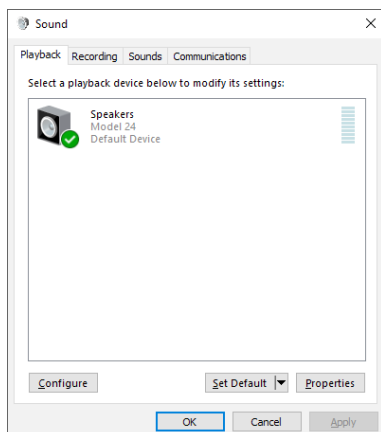 Sound
Playback Recording Sounds Communications
Select a playback device below to modify its settings:
Speakers
Model 24
Default Device
Configure Set Default Properties
OK Cancel Apply